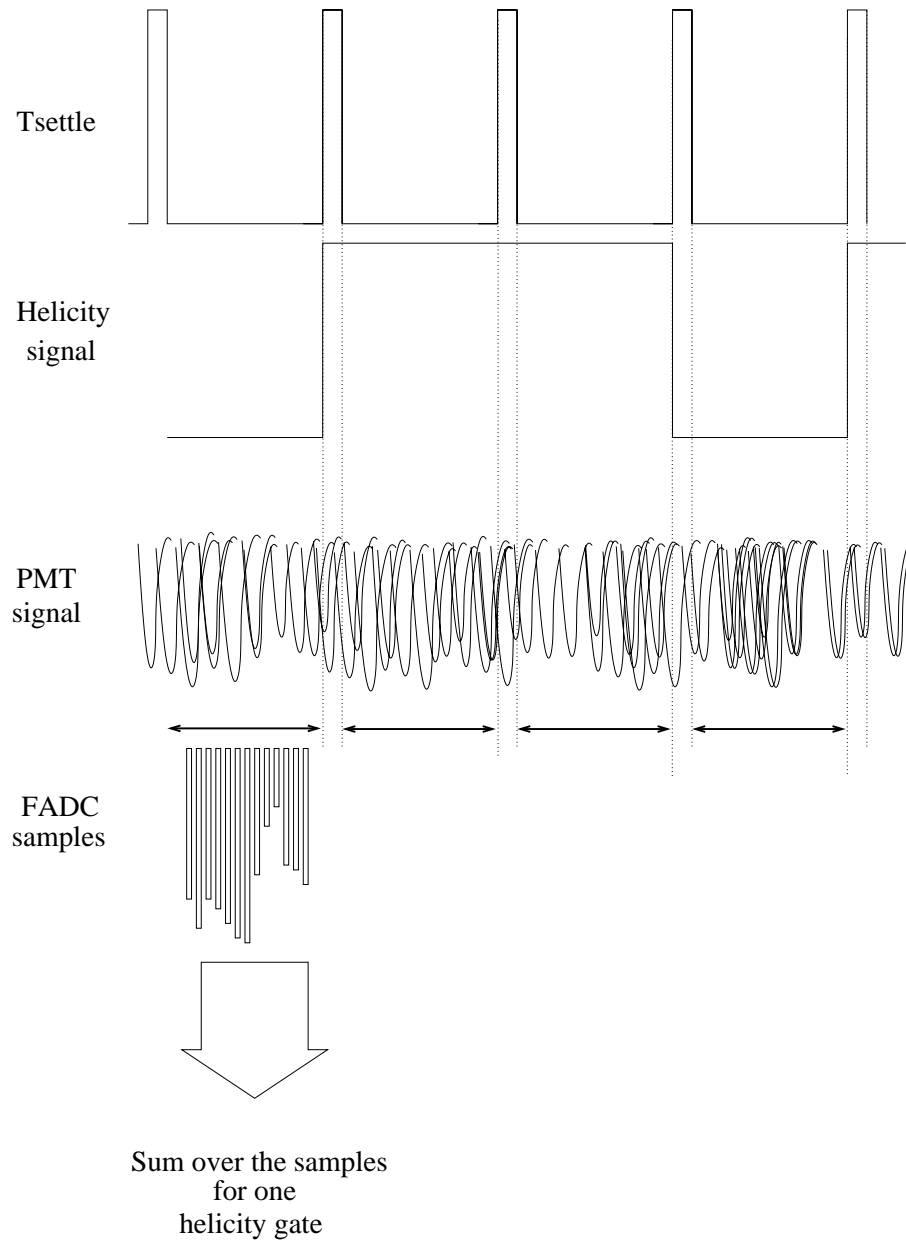 Tsettle
Helicity
signal
PMT
signal
FADC
samples
Sum over the samples
for one
helicity gate